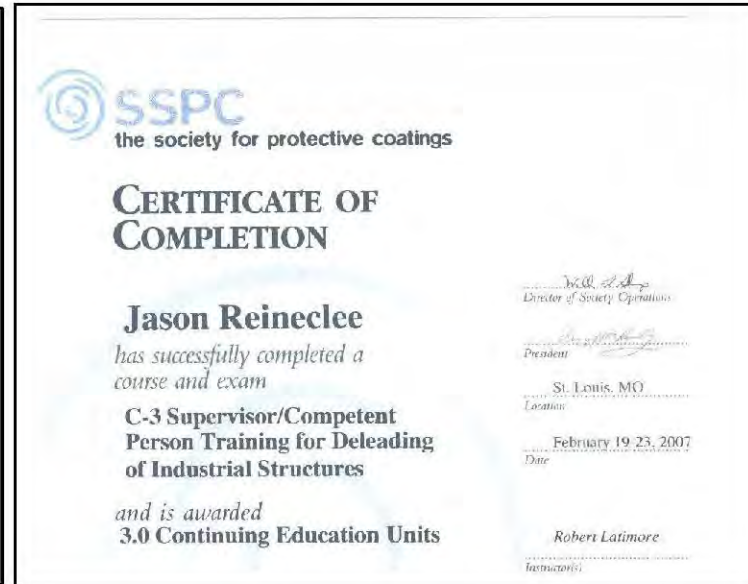 SSPC
the society for protective coatings
CERTIFICATE OF
COMPLETION
Jason Reineclee
has successfully completed a
course and exam
C-3 Supervisor/Competent
Person Training for Deleading
of Industrial Structures
and is awarded
3.0 Continuing Education Units
Director of Society Operations
President
St. Louis, MO
Location
February 19-23, 2007
Date
Robert Latimore
Instructor(s)